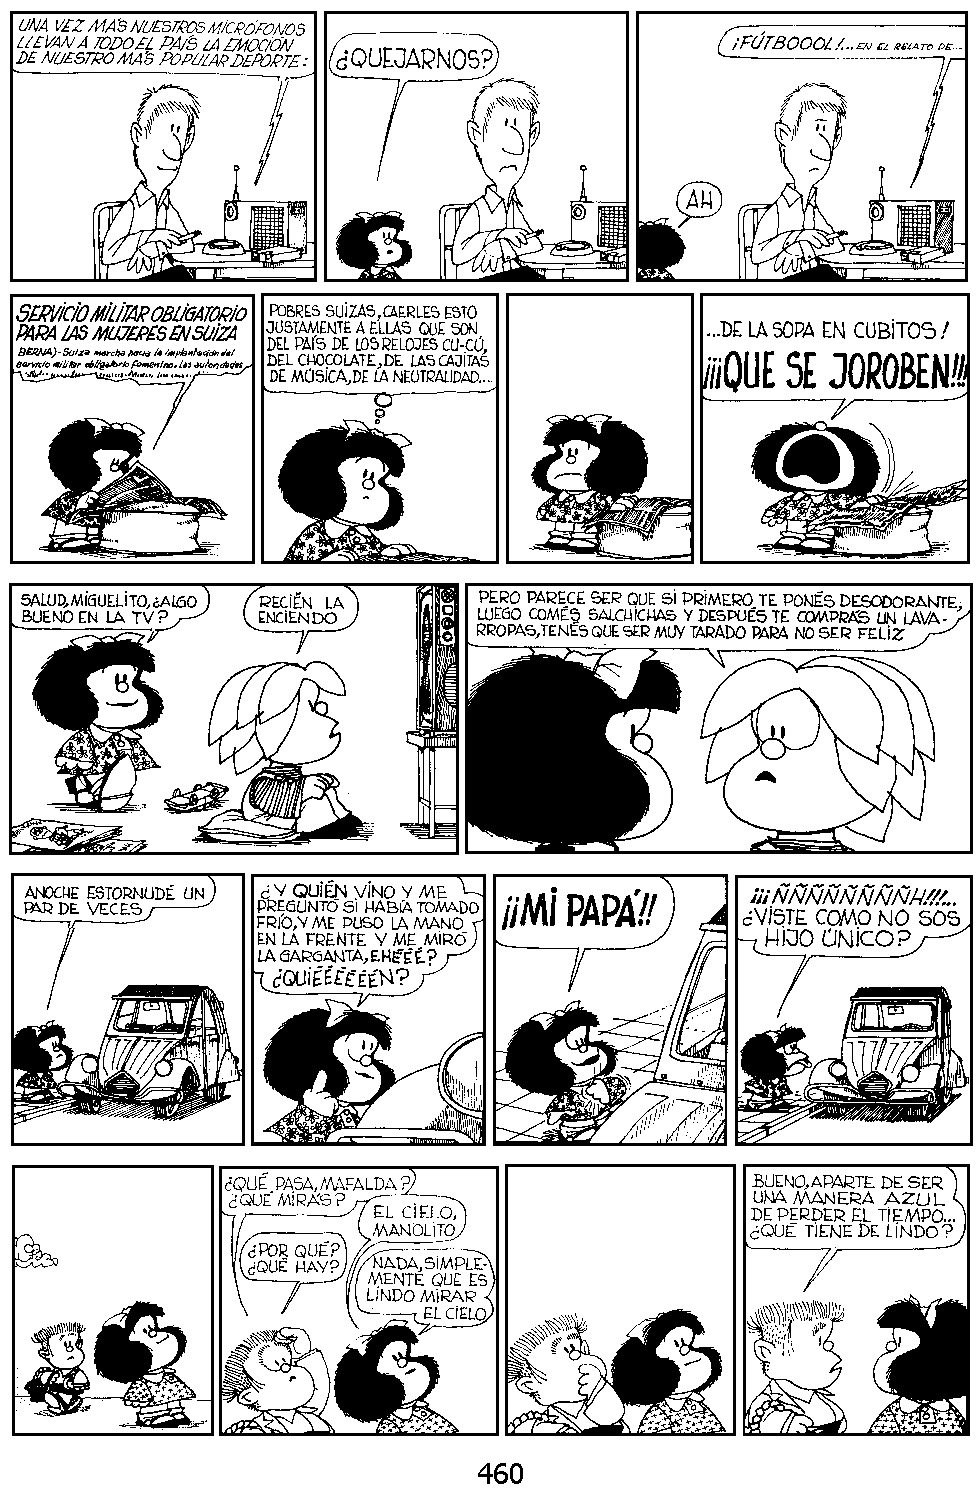 UNA VEZ MÁS NUESTROS MICRÓFONOS
LLEVAN A TODO EL PAÍS LA EMOCIÓN
DE NUESTRO MÁS POPULAR DEPORTE:
¿QUEJARNOS?
¡FÚTBOOOL!... EN EL RELATO DE...
AH
SERVICIO MILITAR OBLIGATORIO
PARA LAS MUJERES EN SUIZA
BERNA)- Suiza marcha hacia la implantación del
servicio militar obligatorio femenino. Las autoridades
POBRES SUIZAS, CAERLES ESTO
JUSTAMENTE A ELLAS QUE SON
DEL PAÍS DE LOS RELOJES CU-CÚ,
DEL CHOCOLATE, DE LAS CAJITAS
DE MÚSICA, DE LA NEUTRALIDAD...
...DE LA SOPA EN CUBITOS!
¡¡¡QUE SE JOROBEN!!!
SALUD, MIGUELITO, ¿ALGO
BUENO EN LA TV?
RECIÉN LA
ENCIENDO
PERO PARECE SER QUE SI PRIMERO TE PONÉS DESODORANTE,
LUEGO COMÉS SALCHICHAS Y DESPUÉS TE COMPRÁS UN LAVA-
RROPAS, TENÉS QUE SER MUY TARADO PARA NO SER FELIZ
ANOCHE ESTORNUDÉ UN
PAR DE VECES
¿Y QUIÉN VINO Y ME
PREGUNTÓ SI HABÍA TOMADO
FRÍO, Y ME PUSO LA MANO
EN LA FRENTE Y ME MIRÓ
LA GARGANTA, EHÉÉÉ?
¿QUIÉÉÉÉÉÉN?
¡¡MI PAPÁ!!
¡¡¡ÑÑÑÑÑÑÑÑH!!!...
¿VISTE COMO NO SOS
HIJO ÚNICO?
¿QUÉ PASA, MAFALDA?
¿QUÉ MIRÁS?
EL CIELO,
MANOLITO
¿POR QUÉ?
¿QUÉ HAY?
NADA, SIMPLE-
MENTE QUE ES
LINDO MIRAR
EL CIELO
BUENO, APARTE DE SER
UNA MANERA AZUL
DE PERDER EL TIEMPO...
¿QUÉ TIENE DE LINDO?
460